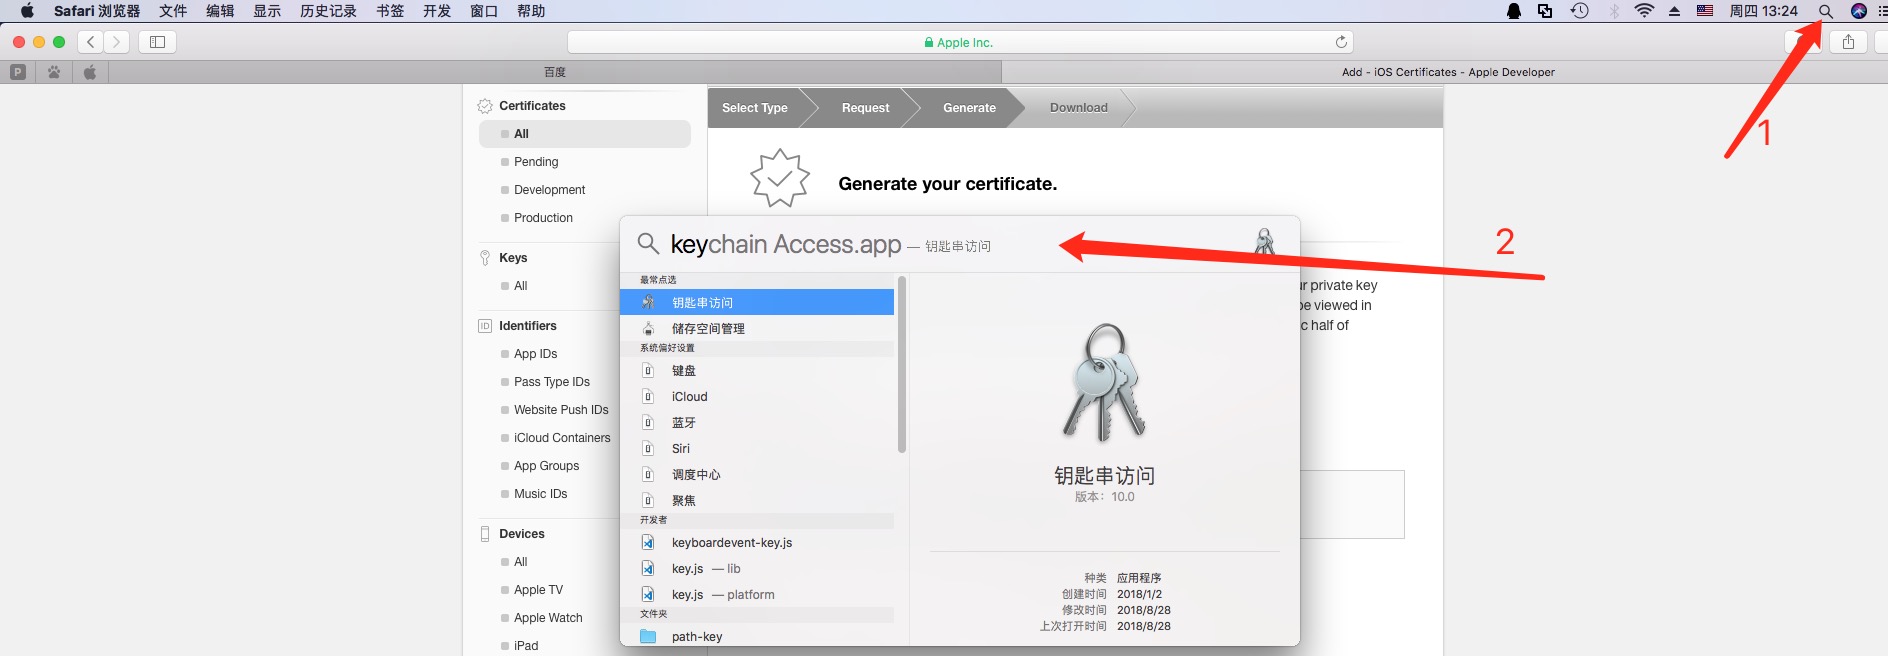 Safari 浏览器 文件 编辑 显示 历史记录 书签 开发 窗口 帮助 周四 13:24
Apple Inc.
P 百度 Add - iOS Certificates - Apple Developer
Certificates
All
Pending
Development
Production
Keys
All
ID Identifiers
App IDs
Pass Type IDs
Website Push IDs
iCloud Containers
App Groups
Music IDs
Devices
All
Apple TV
Apple Watch
iPad
Select Type Request Generate Download
1
Generate your certificate.
2
keychain Access.app — 钥匙串访问
最常点选
钥匙串访问
储存空间管理
系统偏好设置
键盘
iCloud
蓝牙
Siri
调度中心
聚焦
开发者
keyboardevent-key.js
key.js — lib
key.js — platform
文件夹
path-key
钥匙串访问
版本：10.0
种类 应用程序
创建时间 2018/1/2
修改时间 2018/8/28
上次打开时间 2018/8/28
private key
be viewed in
half of